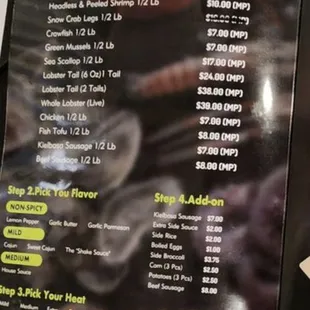 Headless & Peeled Shrimp 1/2 Lb $10.00 (MP)
Snow Crab Legs 1/2 Lb
Crawfish 1/2 Lb $7.00 (MP)
Green Mussels 1/2 Lb $7.00 (MP)
Sea Scallop 1/2 Lb $17.00 (MP)
Lobster Tail (6 Oz)1 Tail $24.00 (MP)
Lobster Tail (2 Tails) $38.00 (MP)
Whole Lobster (Live) $39.00 (MP)
Chicken 1/2 Lb $7.00 (MP)
Fish Tofu 1/2 Lb $8.00 (MP)
Kielbasa Sausage 1/2 Lb $7.00 (MP)
Beef Sausage 1/2 Lb $8.00 (MP)
Step 2.Pick You Flavor
NON-SPICY
Lemon Pepper Garlic Butter Garlic Parmesan
MILD
Cajun Sweet Cajun The "Shake Sauce"
MEDIUM
House Sauce
Step 3.Pick Your Heat
Mild Medium
Step 4.Add-on
Kielbasa Sausage $7.00
Extra Side Sauce $2.00
Side Rice $2.00
Boiled Eggs $1.00
Side Broccoli $3.75
Corn (3 Pcs) $2.50
Potatoes (3 Pcs) $2.50
Beef Sausage $8.00